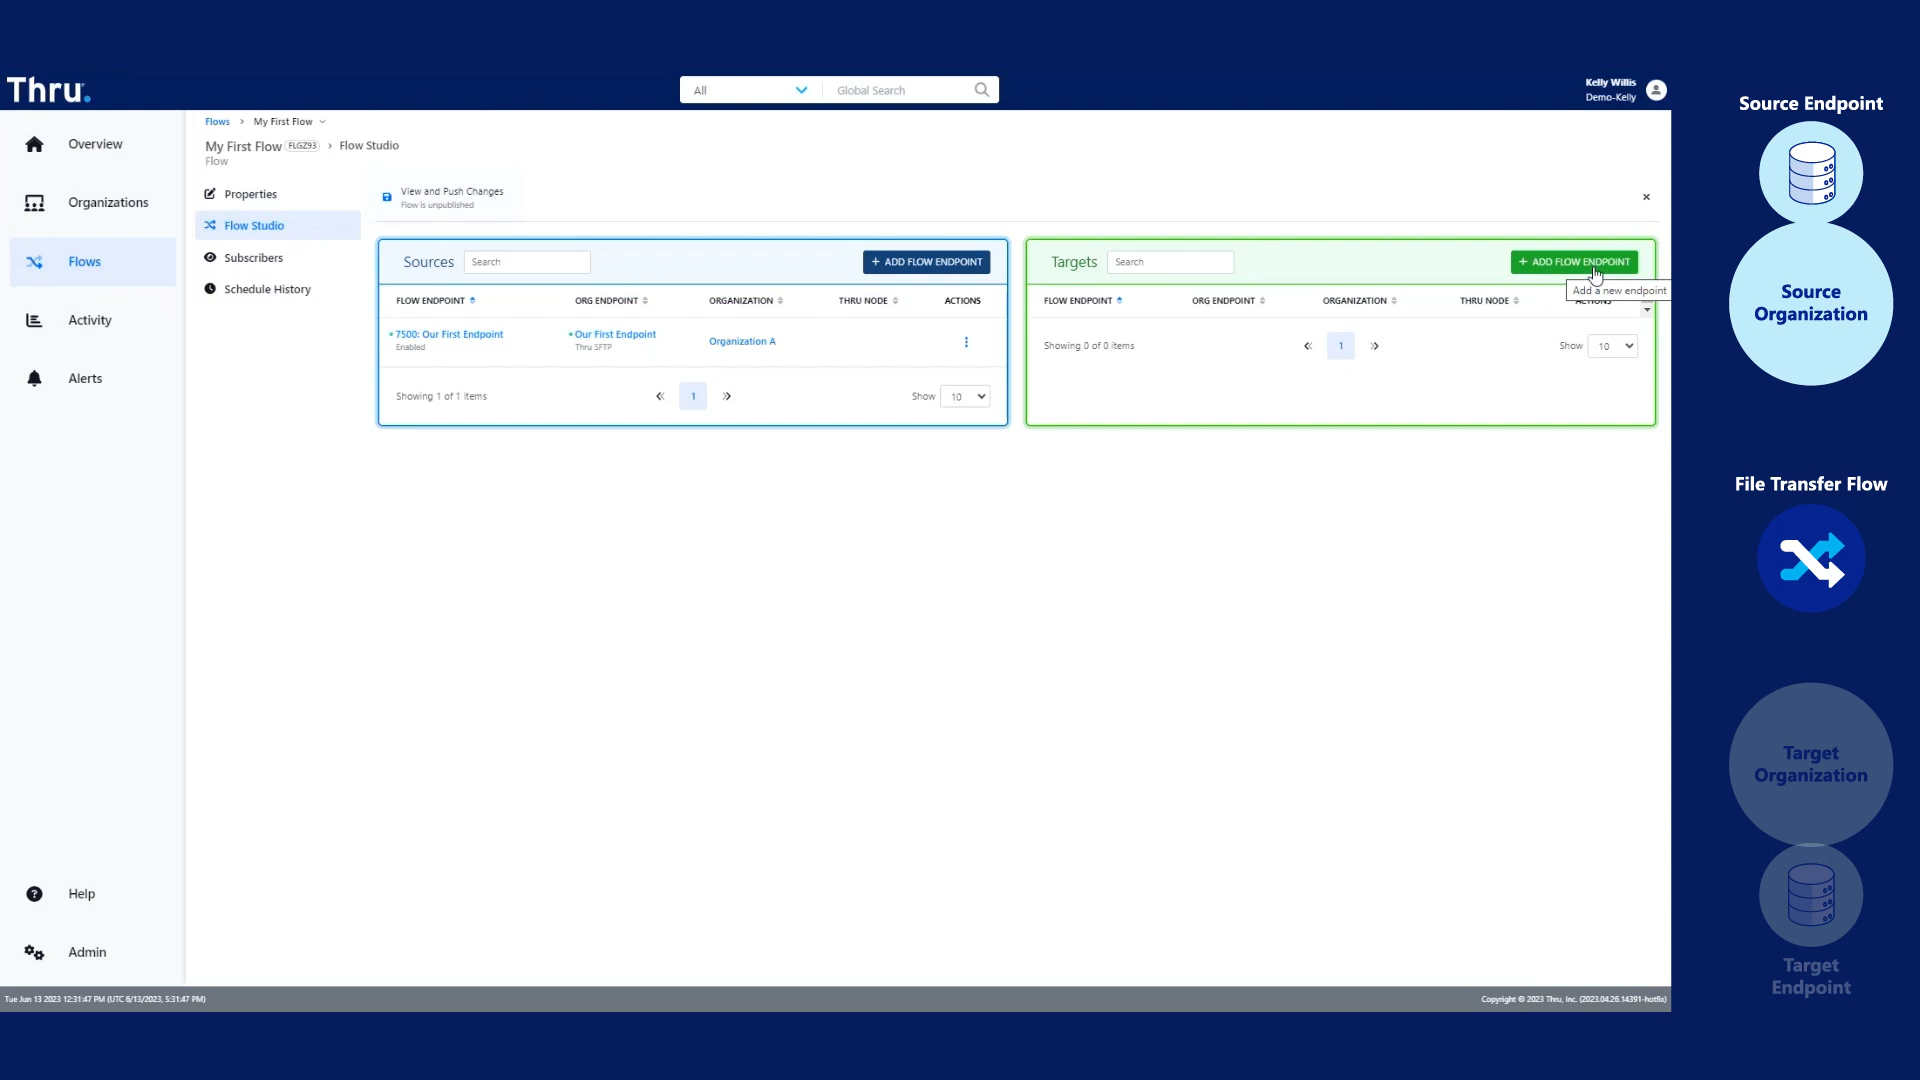 Thru.
All
Global Search
Kelly Willis
Demo-Kelly
Overview
Organizations
Flows
Activity
Alerts
Help
Admin
Flows > My First Flow
My First Flow FLGZ93 > Flow Studio
Flow
Properties
Flow Studio
Subscribers
Schedule History
View and Push Changes
Flow is unpublished
×
Sources
Search
+ ADD FLOW ENDPOINT
FLOW ENDPOINT ORG ENDPOINT ORGANIZATION THRU NODE ACTIONS
7500: Our First Endpoint
Enabled
Our First Endpoint
Thru SFTP
Organization A
Showing 1 of 1 items
« 1 »
Show 10
Targets
Search
+ ADD FLOW ENDPOINT
Add a new endpoint
FLOW ENDPOINT ORG ENDPOINT ORGANIZATION THRU NODE ACTIONS
Showing 0 of 0 items
« 1 »
Show 10
Tue Jun 13 2023 12:31:47 PM (UTC 6/13/2023, 5:31:47 PM)
Copyright © 2023 Thru, Inc. (2023.04.26.14391-hotfix)
Source Endpoint
Source
Organization
File Transfer Flow
Target
Organization
Target
Endpoint